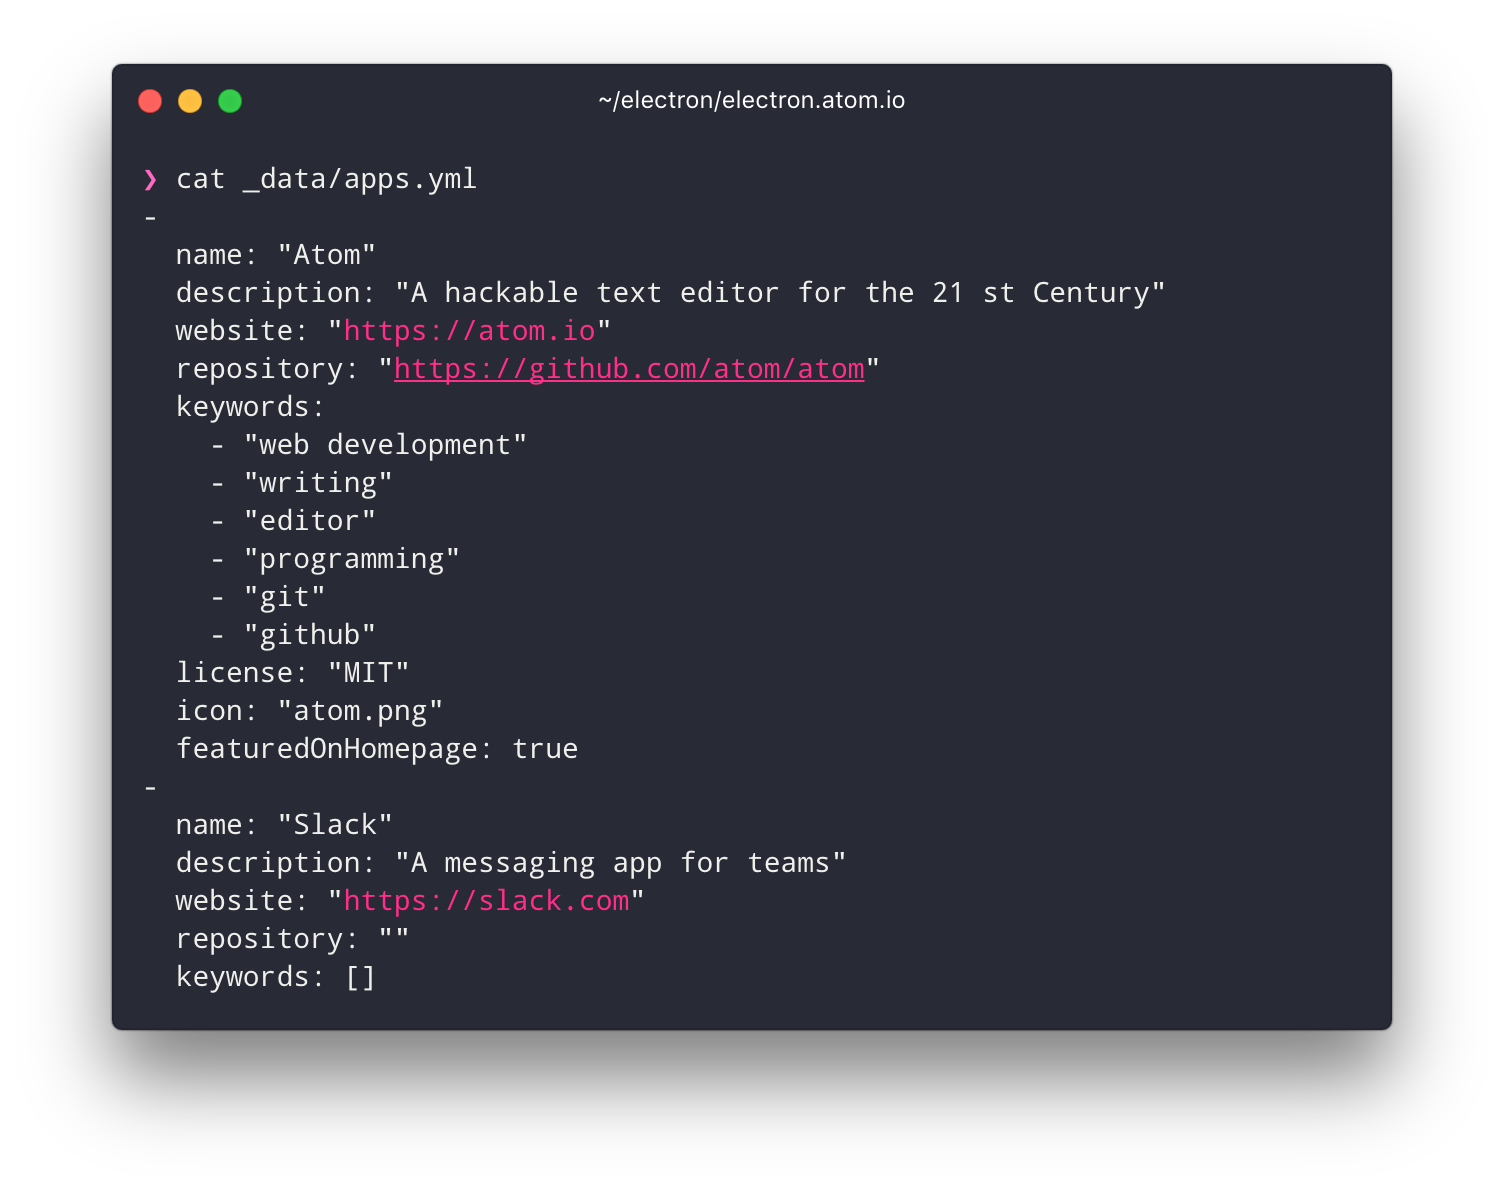 ~/electron/electron.atom.io
❯ cat _data/apps.yml
-
  name: "Atom"
  description: "A hackable text editor for the 21 st Century"
  website: "https://atom.io"
  repository: "https://github.com/atom/atom"
  keywords:
    - "web development"
    - "writing"
    - "editor"
    - "programming"
    - "git"
    - "github"
  license: "MIT"
  icon: "atom.png"
  featuredOnHomepage: true
-
  name: "Slack"
  description: "A messaging app for teams"
  website: "https://slack.com"
  repository: ""
  keywords: []